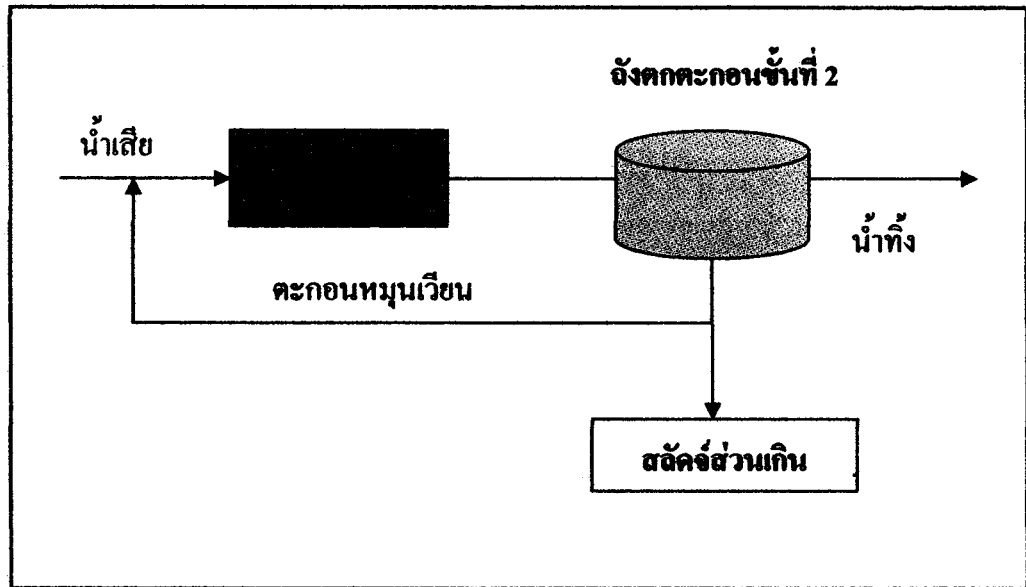 ถังตกตะกอนขั้นที่ 2
น้ำเสีย
น้ำทิ้ง
ตะกอนหมุนเวียน
สลัดจ์ส่วนเกิน